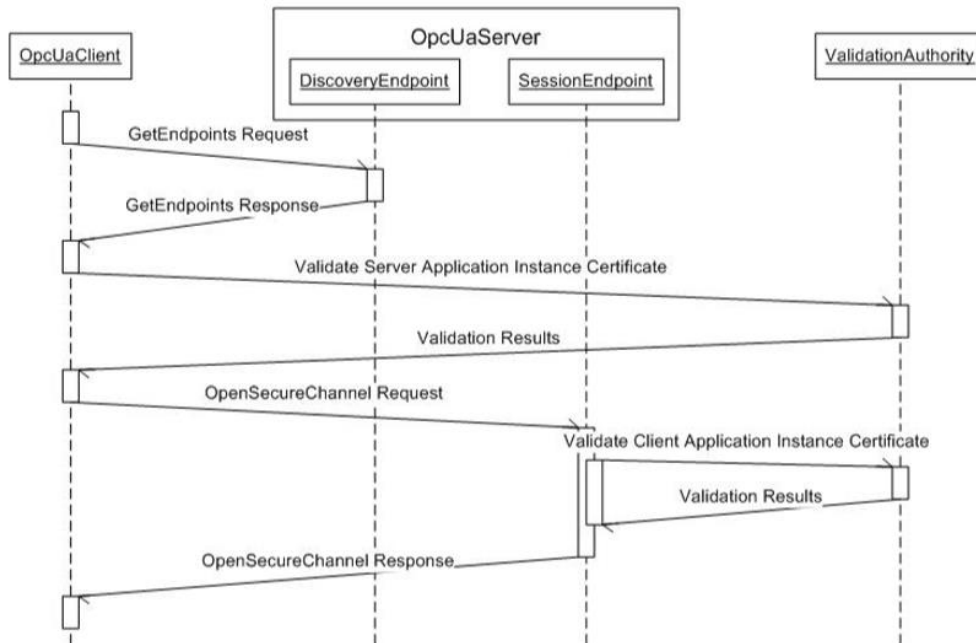 OpcUaServer
OpcUaClient
DiscoveryEndpoint
SessionEndpoint
ValidationAuthority
GetEndpoints Request
GetEndpoints Response
Validate Server Application Instance Certificate
Validation Results
OpenSecureChannel Request
Validate Client Application Instance Certificate
Validation Results
OpenSecureChannel Response